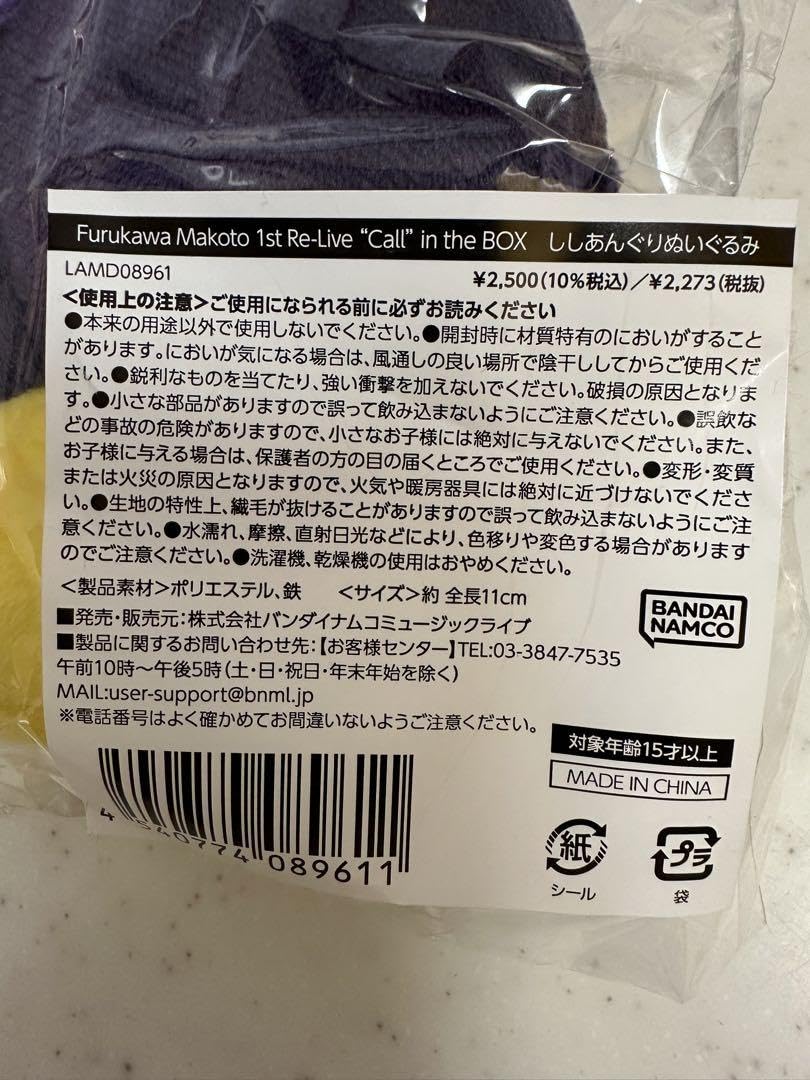 Furukawa Makoto 1st Re-Live “Call” in the BOX　ししあんぐりぬいぐるみ
LAMD08961
¥2,500(10%税込)／¥2,273(税抜)
<使用上の注意>ご使用になられる前に必ずお読みください
●本来の用途以外で使用しないでください。●開封時に材質特有のにおいがすること
があります。においが気になる場合は、風通しの良い場所で陰干ししてからご使用くだ
さい。●鋭利なものを当てたり、強い衝撃を加えないでください。破損の原因となりま
す。●小さな部品がありますので誤って飲み込まないようにご注意ください。●誤飲な
どの事故の危険がありますので、小さなお子様には絶対に与えないでください。また、
お子様に与える場合は、保護者の方の目の届くところでご使用ください。●変形・変質
または火災の原因となりますので、火気や暖房器具には絶対に近づけないでくださ
い。●生地の特性上、繊毛が抜けることがありますので誤って飲み込まないようにご注
意ください。●水濡れ、摩擦、直射日光などにより、色移りや変色する場合があります
のでご注意ください。●洗濯機、乾燥機の使用はおやめください。
<製品素材>ポリエステル、鉄　<サイズ>約 全長11cm
■発売・販売元：株式会社バンダイナムコミュージックライブ
■製品に関するお問い合わせ先：【お客様センター】TEL:03-3847-7535
午前10時～午後5時(土・日・祝日・年末年始を除く)
MAIL:user-support@bnml.jp
※電話番号はよく確かめてお間違いないようご注意ください。
BANDAI
NAMCO
対象年齢15才以上
MADE IN CHINA
4 540774 089611
紙
シール
プラ
袋